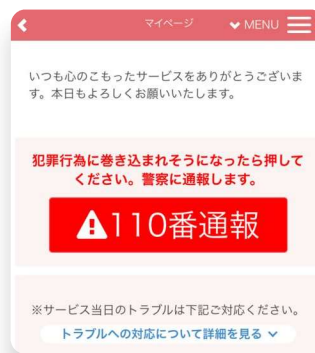 マイページ
MENU
いつも心のこもったサービスをありがとうございま
す。本日もよろしくお願いいたします。
犯罪行為に巻き込まれそうになったら押して
ください。警察に通報します。
110番通報
※サービス当日のトラブルは下記ご対応ください。
トラブルへの対応について詳細を見る